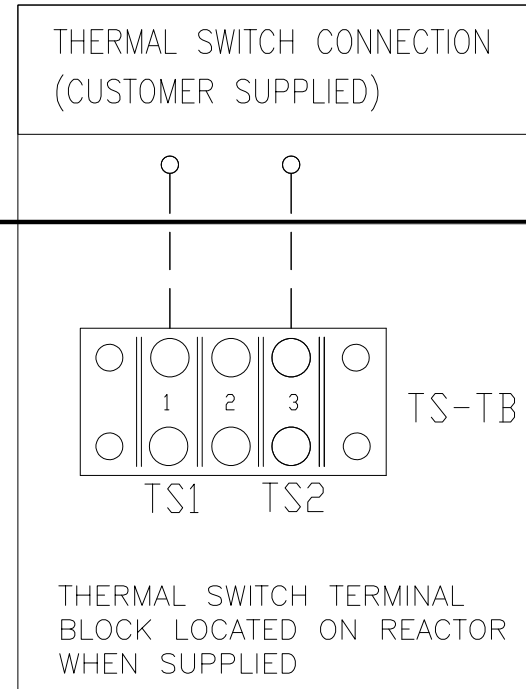 THERMAL SWITCH CONNECTION
(CUSTOMER SUPPLIED)
1 2 3
TS-TB
TS1 TS2
THERMAL SWITCH TERMINAL
BLOCK LOCATED ON REACTOR
WHEN SUPPLIED